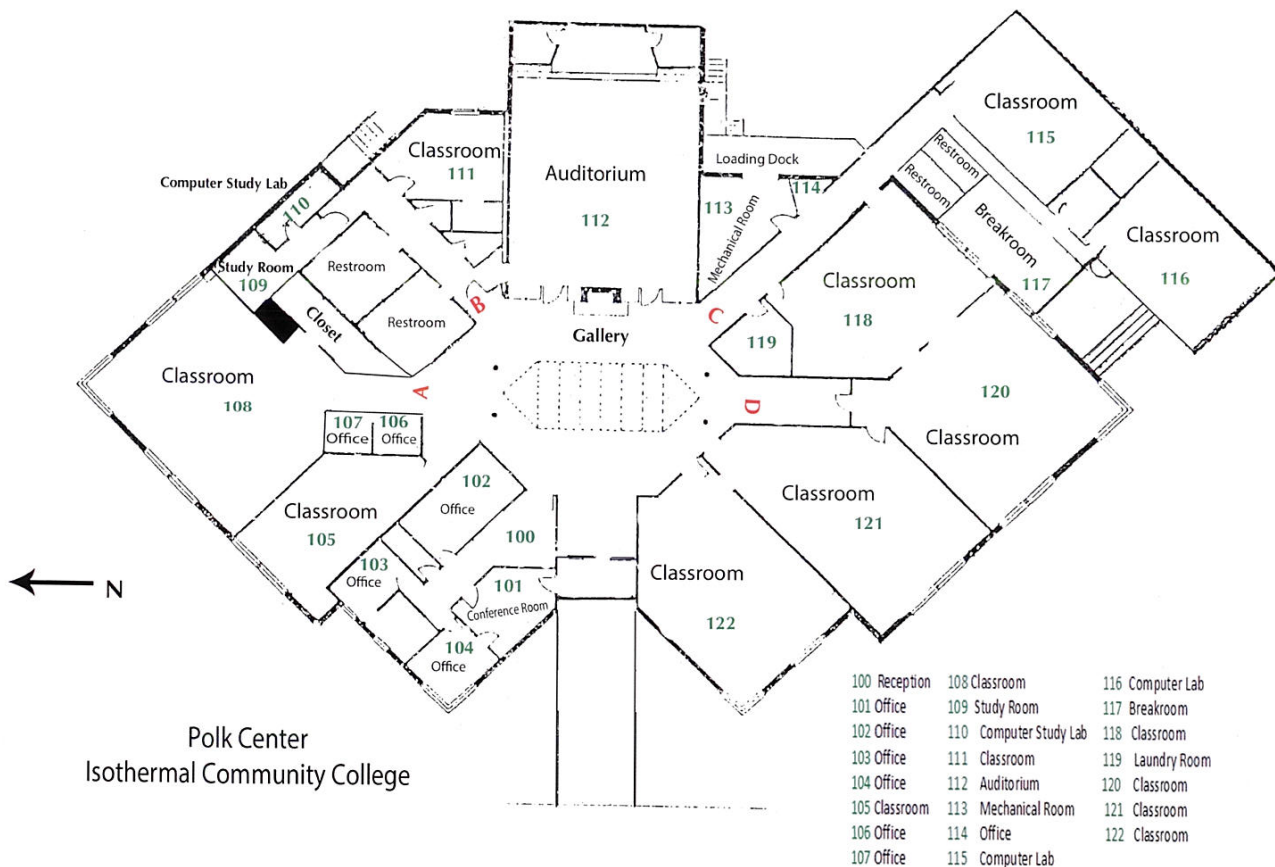 Classroom
115
Classroom
111
Auditorium
112
Loading Dock
114
113
Mechanical Room
Restroom
Restroom
Breakroom
117
Classroom
116
Computer Study Lab
110
Study Room
109
Restroom
Restroom
Closet
B
Gallery
C
119
Classroom
118
Classroom
108
A
D
107
Office
106
Office
120
Classroom
102
Office
Classroom
105
Classroom
121
100
103
Office
101
Conference Room
Classroom
122
104
Office
N
Polk Center
Isothermal Community College
100 Reception
101 Office
102 Office
103 Office
104 Office
105 Classroom
106 Office
107 Office
108 Classroom
109 Study Room
110 Computer Study Lab
111 Classroom
112 Auditorium
113 Mechanical Room
114 Office
115 Computer Lab
116 Computer Lab
117 Breakroom
118 Classroom
119 Laundry Room
120 Classroom
121 Classroom
122 Classroom